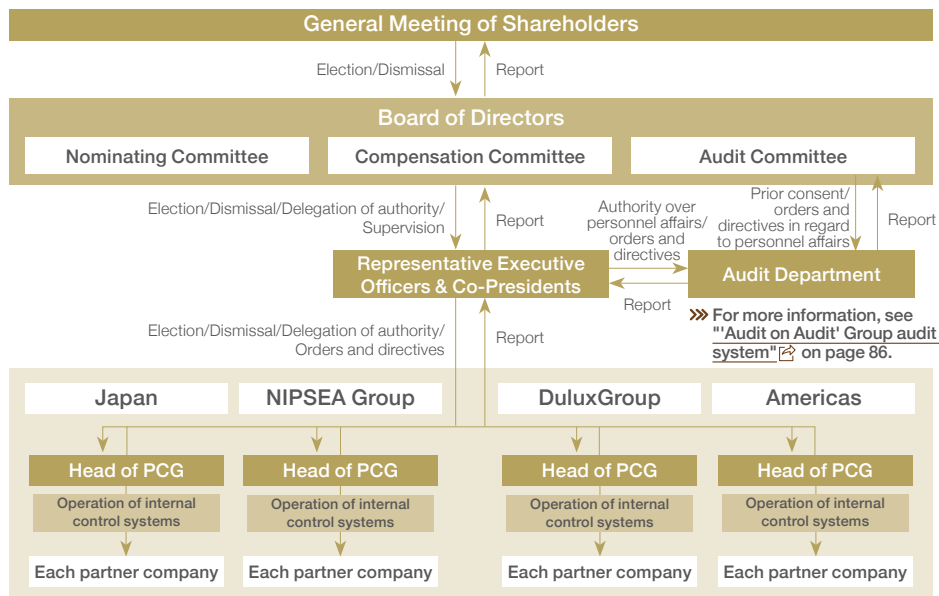 General Meeting of Shareholders
Election/Dismissal
Report
Board of Directors
Nominating Committee
Compensation Committee
Audit Committee
Election/Dismissal/Delegation of authority/
Supervision
Report
Authority over
personnel affairs/
orders and
directives
Prior consent/
orders and
directives in regard
to personnel affairs
Report
Representative Executive
Officers & Co-Presidents
Audit Department
Report
For more information, see
"'Audit on Audit' Group audit
system" on page 86.
Election/Dismissal/Delegation of authority/
Orders and directives
Report
Japan
NIPSEA Group
DuluxGroup
Americas
Head of PCG
Head of PCG
Head of PCG
Head of PCG
Operation of internal
control systems
Operation of internal
control systems
Operation of internal
control systems
Operation of internal
control systems
Each partner company
Each partner company
Each partner company
Each partner company